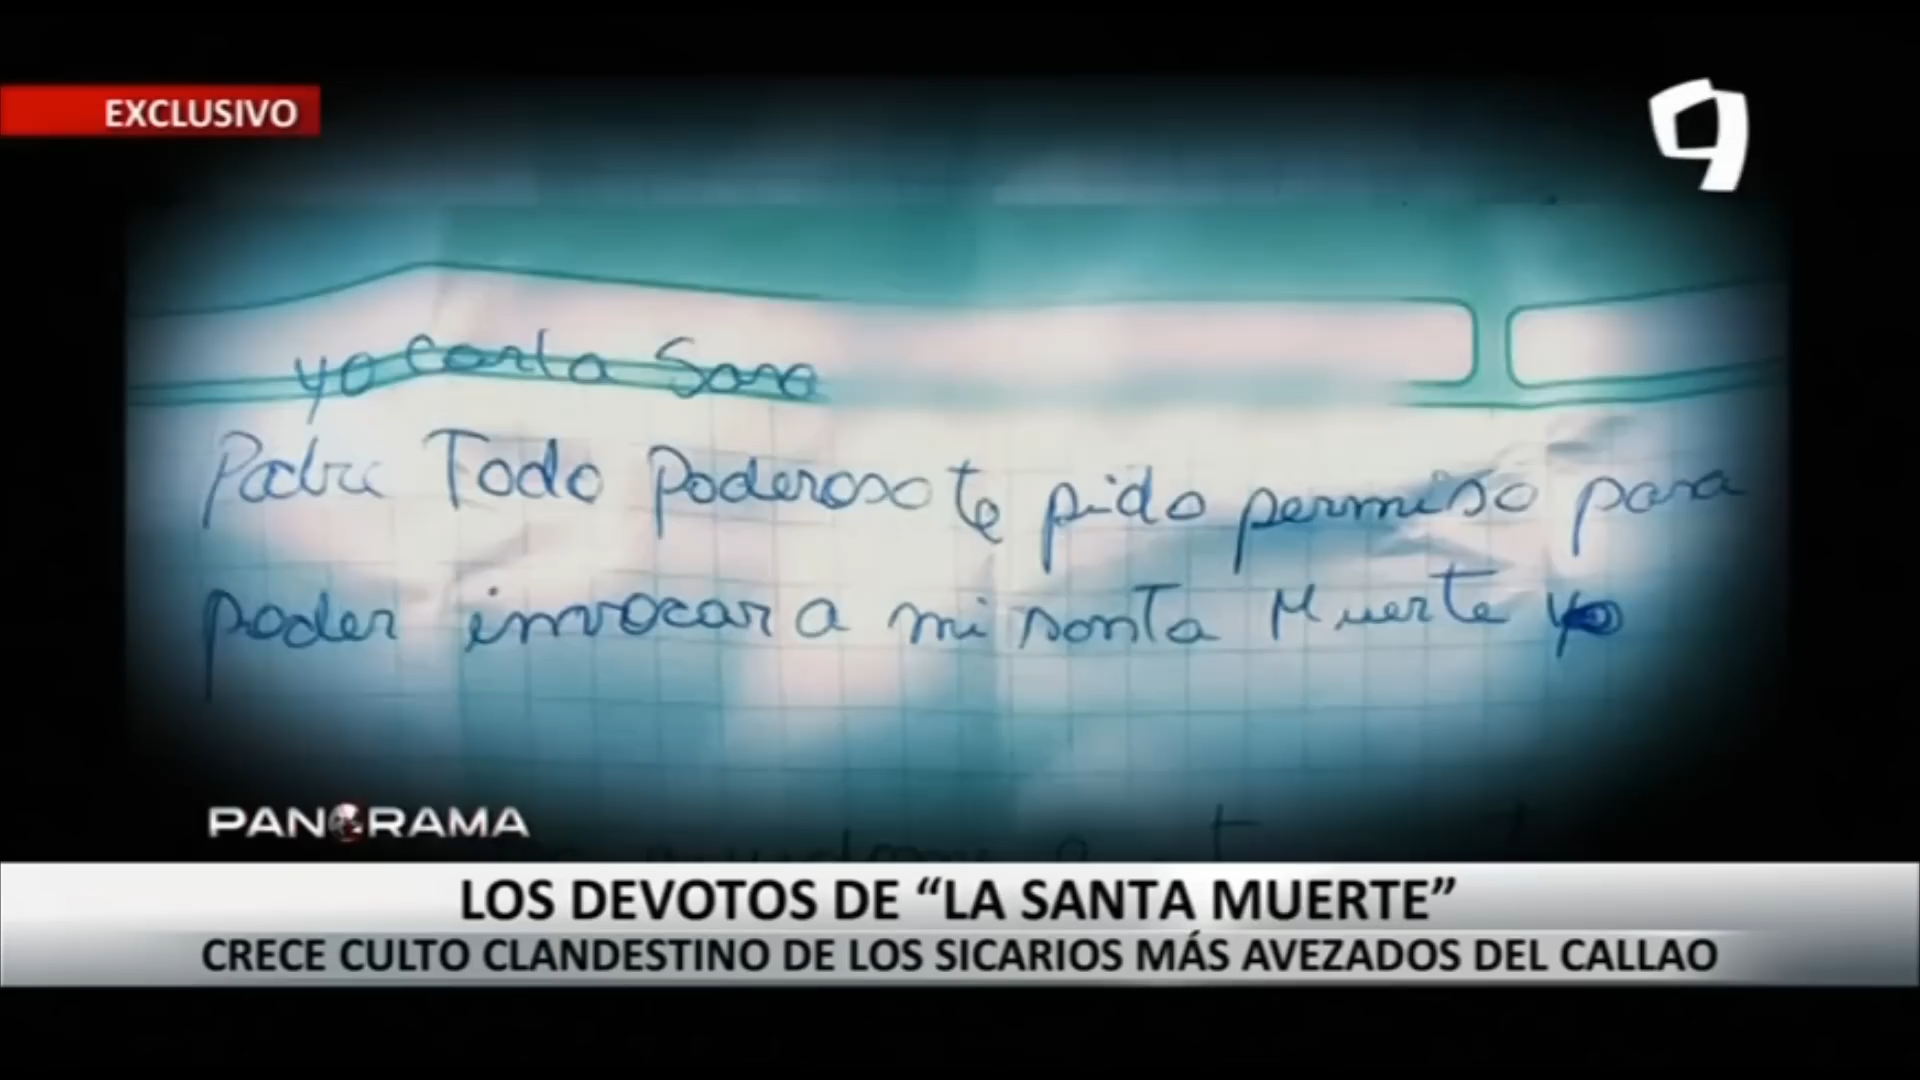 EXCLUSIVO
yo Carla Sara
Padre Todo Poderoso te pido permiso para
poder invocar a mi santa Muerte yo
PANORAMA
LOS DEVOTOS DE “LA SANTA MUERTE”
CRECE CULTO CLANDESTINO DE LOS SICARIOS MÁS AVEZADOS DEL CALLAO